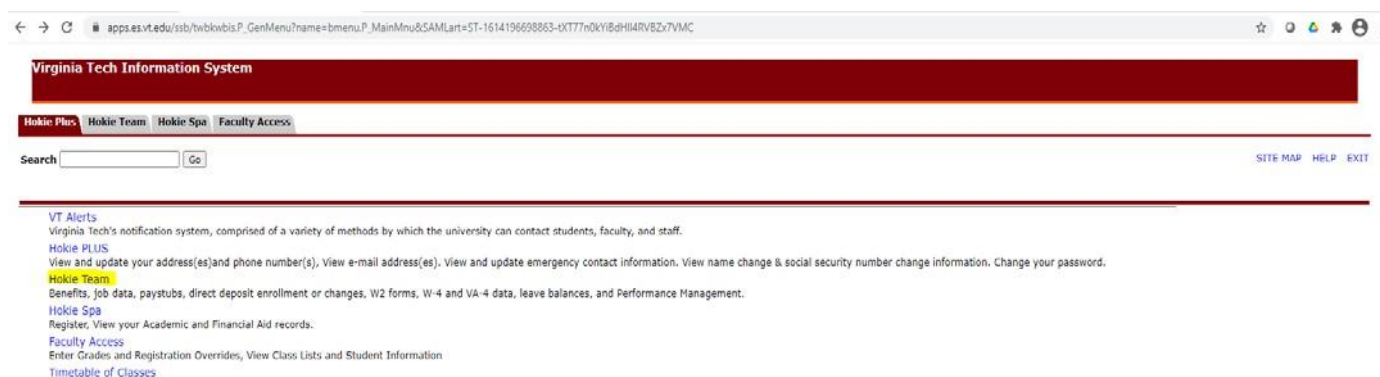 apps.es.vt.edu/ssb/twbkwbis.P_GenMenu?name=bmenu.P_MainMnu&SAMLart=ST-1614196698863-tXT77n0kYiBdHII4RVBZx7VMC
Virginia Tech Information System
Hokie Plus Hokie Team Hokie Spa Faculty Access
Search Go SITE MAP HELP EXIT
VT Alerts
Virginia Tech's notification system, comprised of a variety of methods by which the university can contact students, faculty, and staff.
Hokie PLUS
View and update your address(es)and phone number(s), View e-mail address(es). View and update emergency contact information. View name change & social security number change information. Change your password.
Hokie Team
Benefits, job data, paystubs, direct deposit enrollment or changes, W2 forms, W-4 and VA-4 data, leave balances, and Performance Management.
Hokie Spa
Register, View your Academic and Financial Aid records.
Faculty Access
Enter Grades and Registration Overrides, View Class Lists and Student Information
Timetable of Classes